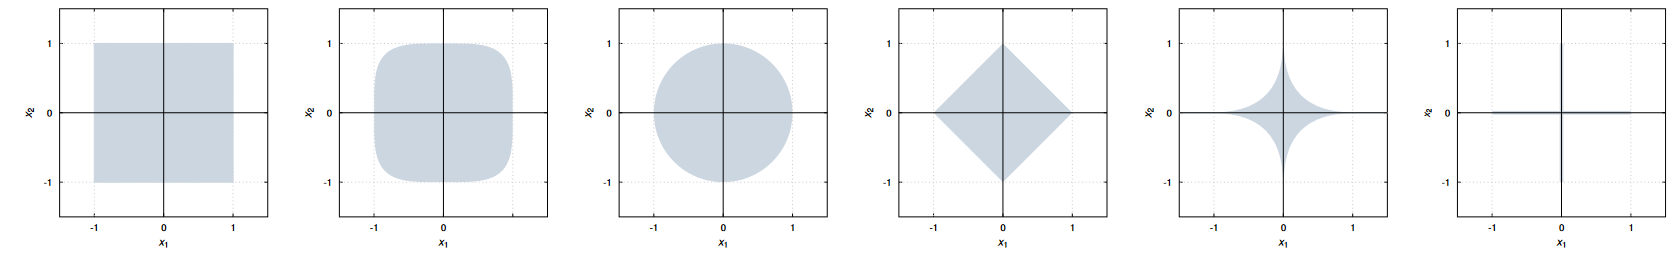 1 1 1 1 1 1
x2 0 x2 0 x2 0 x2 0 x2 0 x2 0
-1 -1 -1 -1 -1 -1
-1 0 1 -1 0 -1 0 1 -1 0 1 -1 0 1 -1 0 1
x1 x1 x1 x1 x1 x1